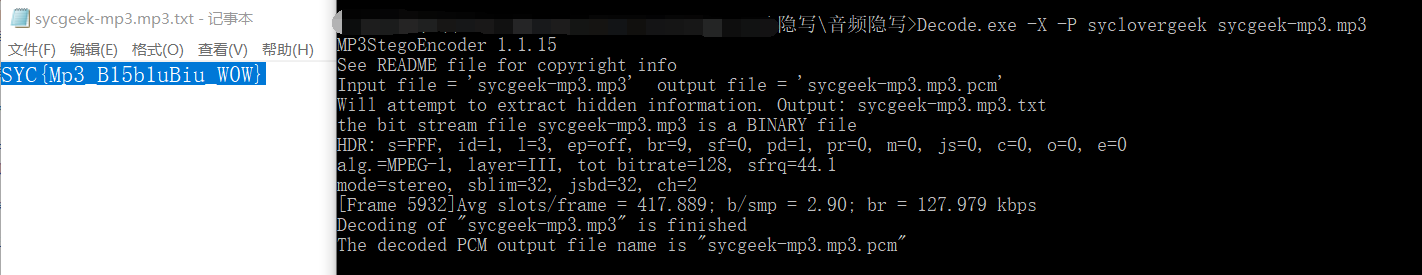 sycgeek-mp3.mp3.txt - 记事本
文件(F) 编辑(E) 格式(O) 查看(V) 帮助(H)
SYC{Mp3_B15b1uBiu_W0W}
\隐写\音频隐写>Decode.exe -X -P syclovergeek sycgeek-mp3.mp3
MP3StegoEncoder 1.1.15
See README file for copyright info
Input file = 'sycgeek-mp3.mp3'  output file = 'sycgeek-mp3.mp3.pcm'
Will attempt to extract hidden information. Output: sycgeek-mp3.mp3.txt
the bit stream file sycgeek-mp3.mp3 is a BINARY file
HDR: s=FFF, id=1, l=3, ep=off, br=9, sf=0, pd=1, pr=0, m=0, js=0, c=0, o=0, e=0
alg.=MPEG-1, layer=III, tot bitrate=128, sfrq=44.1
mode=stereo, sblim=32, jsbd=32, ch=2
[Frame 5932]Avg slots/frame = 417.889; b/smp = 2.90; br = 127.979 kbps
Decoding of "sycgeek-mp3.mp3" is finished
The decoded PCM output file name is "sycgeek-mp3.mp3.pcm"